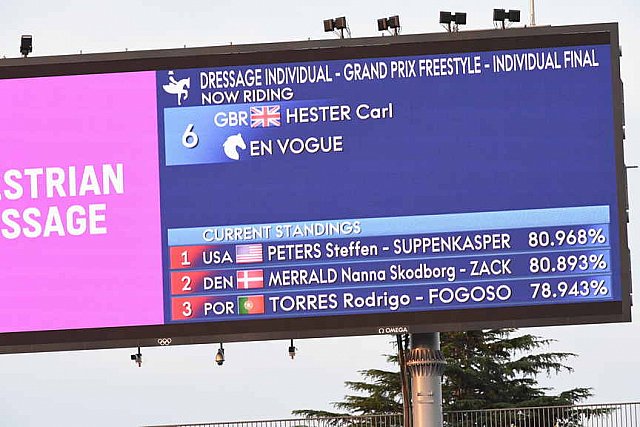 DRESSAGE INDIVIDUAL - GRAND PRIX FREESTYLE - INDIVIDUAL FINAL
NOW RIDING
6 GBR HESTER Carl
EN VOGUE
ESTRIAN
SSAGE
CURRENT STANDINGS
1 USA PETERS Steffen - SUPPENKASPER 80.968%
2 DEN MERRALD Nanna Skodborg - ZACK 80.893%
3 POR TORRES Rodrigo - FOGOSO 78.943%
Ω OMEGA